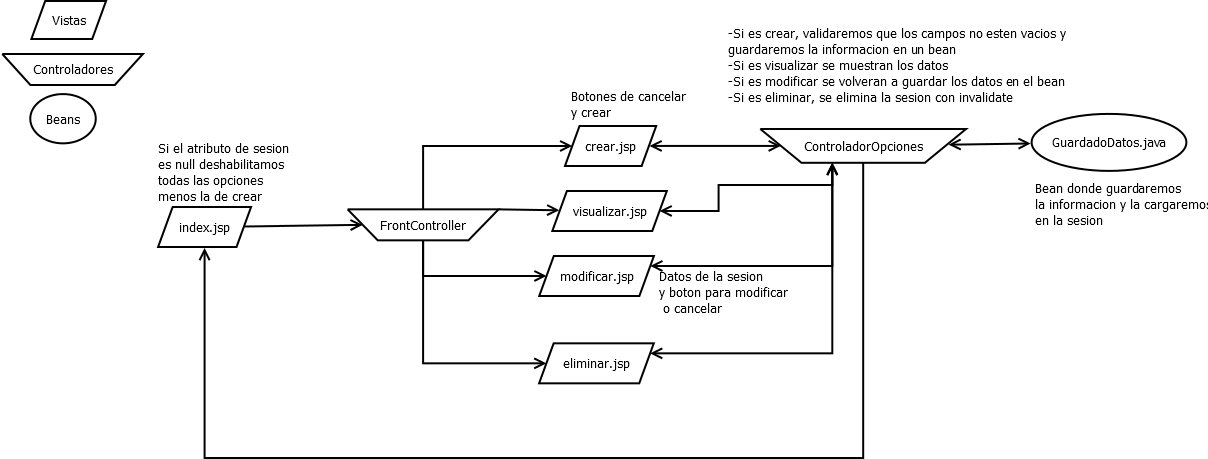 Vistas
Controladores
Beans
-Si es crear, validaremos que los campos no esten vacios y
guardaremos la informacion en un bean
-Si es visualizar se muestran los datos
-Si es modificar se volveran a guardar los datos en el bean
-Si es eliminar, se elimina la sesion con invalidate
Botones de cancelar
y crear
Si el atributo de sesion
es null deshabilitamos
todas las opciones
menos la de crear
crear.jsp
ControladorOpciones
GuardadoDatos.java
Bean donde guardaremos
la informacion y la cargaremos
en la sesion
index.jsp
FrontController
visualizar.jsp
modificar.jsp
Datos de la sesion
y boton para modificar
o cancelar
eliminar.jsp